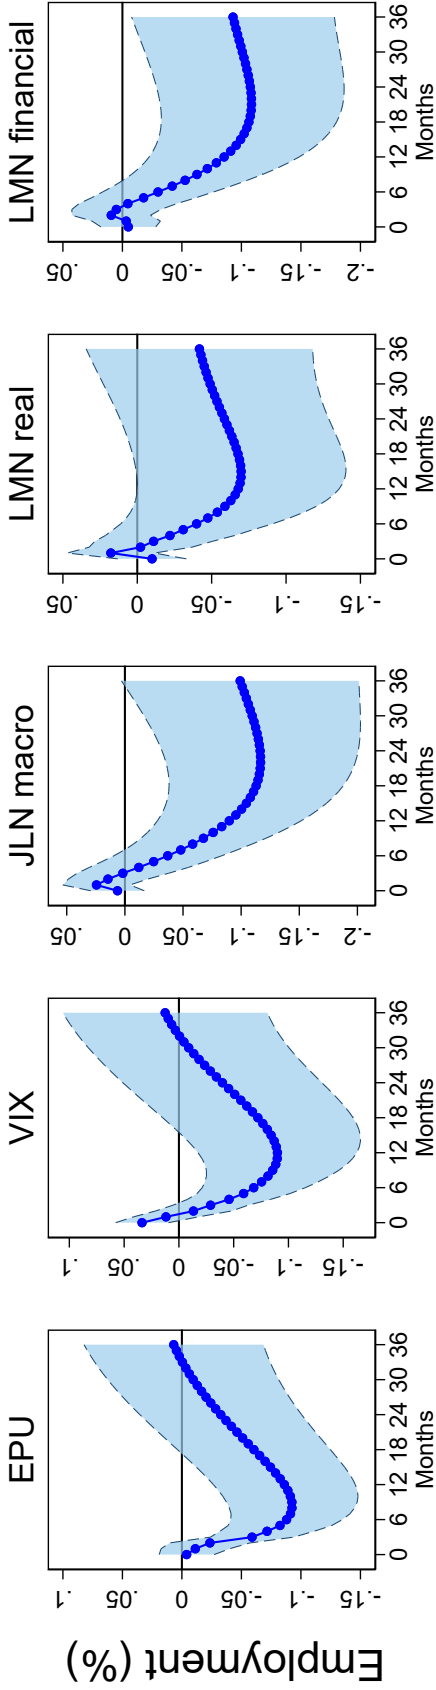 Employment (%)
EPU
.1
.05
0
-.05
-.1
-.15
0 6 12 18 24 30 36
Months
VIX
.1
.05
0
-.05
-.1
-.15
0 6 12 18 24 30 36
Months
JLN macro
.05
0
-.05
-.1
-.15
-.2
0 6 12 18 24 30 36
Months
LMN real
.05
0
-.05
-.1
-.15
0 6 12 18 24 30 36
Months
LMN financial
.05
0
-.05
-.1
-.15
-.2
0 6 12 18 24 30 36
Months